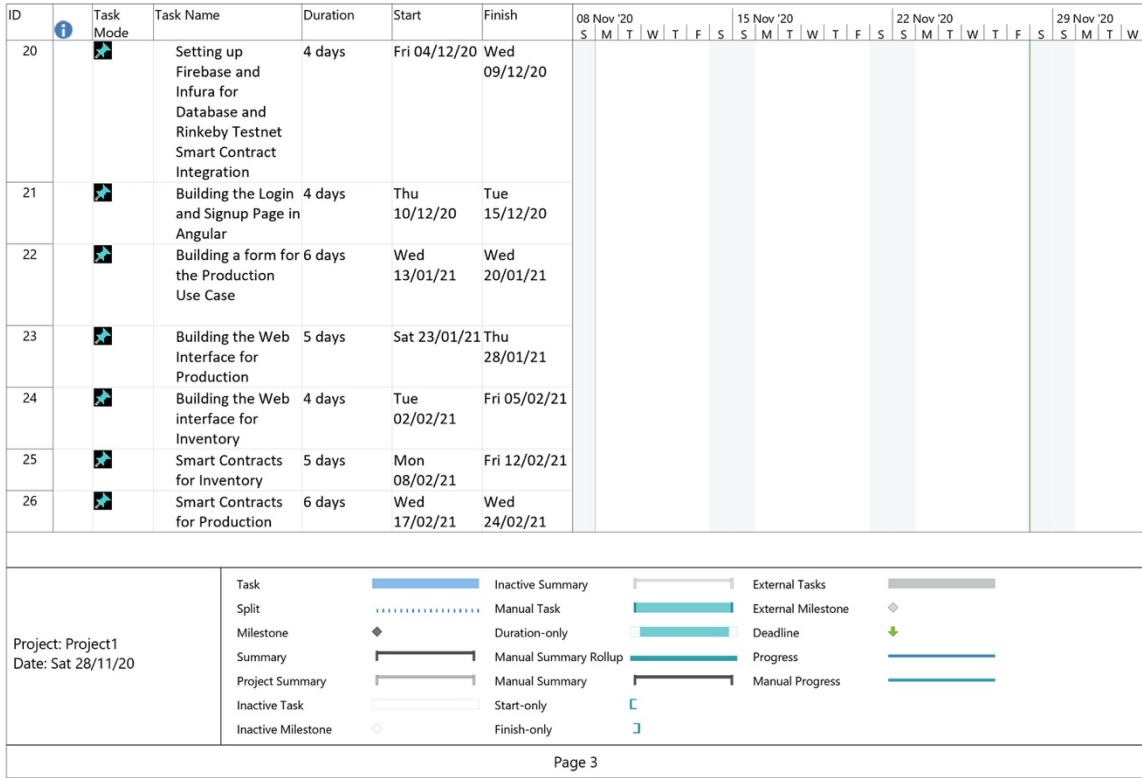 ID Task Mode Task Name Duration Start Finish 08 Nov '20 15 Nov '20 22 Nov '20 29 Nov '20
S M T W T F S S M T W T F S S M T W T F S S M T W
20 Setting up 4 days Fri 04/12/20 Wed
Firebase and 09/12/20
Infura for
Database and
Rinkeby Testnet
Smart Contract
Integration
21 Building the Login 4 days Thu Tue
and Signup Page in 10/12/20 15/12/20
Angular
22 Building a form for 6 days Wed Wed
the Production 13/01/21 20/01/21
Use Case
23 Building the Web 5 days Sat 23/01/21 Thu
Interface for 28/01/21
Production
24 Building the Web 4 days Tue Fri 05/02/21
interface for 02/02/21
Inventory
25 Smart Contracts 5 days Mon Fri 12/02/21
for Inventory 08/02/21
26 Smart Contracts 6 days Wed Wed
for Production 17/02/21 24/02/21
Project: Project1
Date: Sat 28/11/20
Task Inactive Summary External Tasks
Split Manual Task External Milestone
Milestone Duration-only Deadline
Summary Manual Summary Rollup Progress
Project Summary Manual Summary Manual Progress
Inactive Task Start-only
Inactive Milestone Finish-only
Page 3